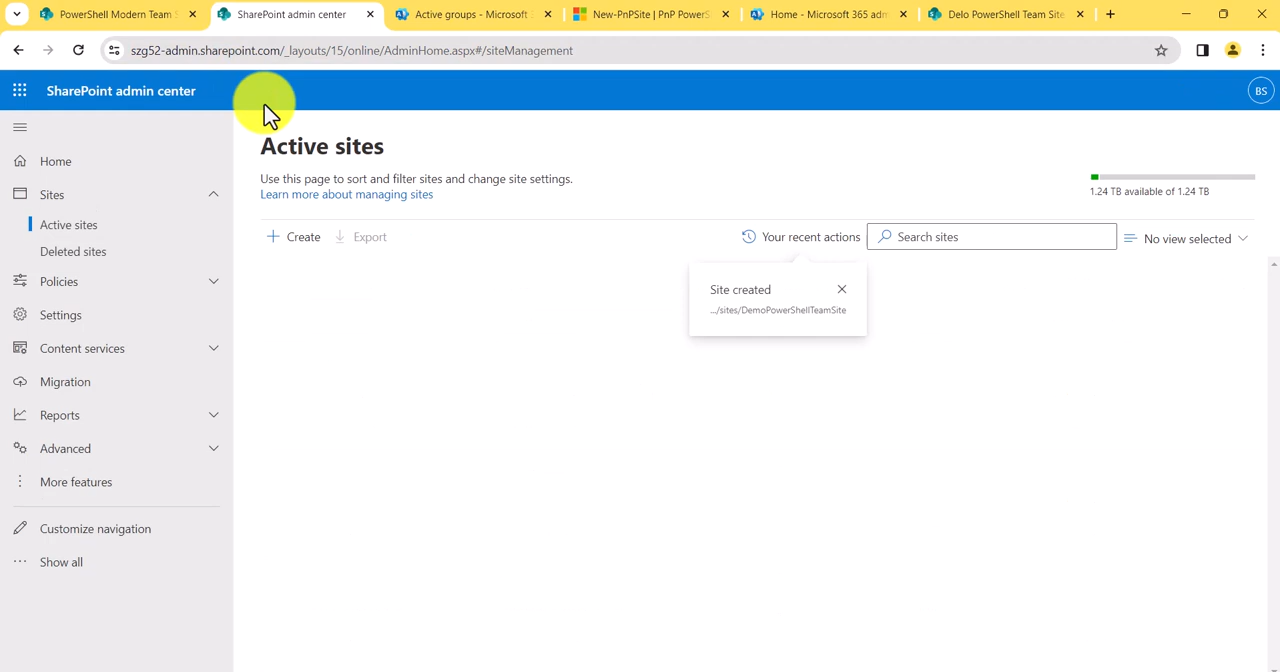 PowerShell Modern Team S
SharePoint admin center
Active groups - Microsoft 3
New-PnPSite | PnP PowerS
Home - Microsoft 365 adm
Delo PowerShell Team Site
szg52-admin.sharepoint.com/_layouts/15/online/AdminHome.aspx#/siteManagement
SharePoint admin center
BS
Home
Sites
Active sites
Deleted sites
Policies
Settings
Content services
Migration
Reports
Advanced
More features
Customize navigation
Show all
Active sites
Use this page to sort and filter sites and change site settings.
Learn more about managing sites
1.24 TB available of 1.24 TB
Create
Export
Your recent actions
Search sites
No view selected
Site created
.../sites/DemoPowerShellTeamSite